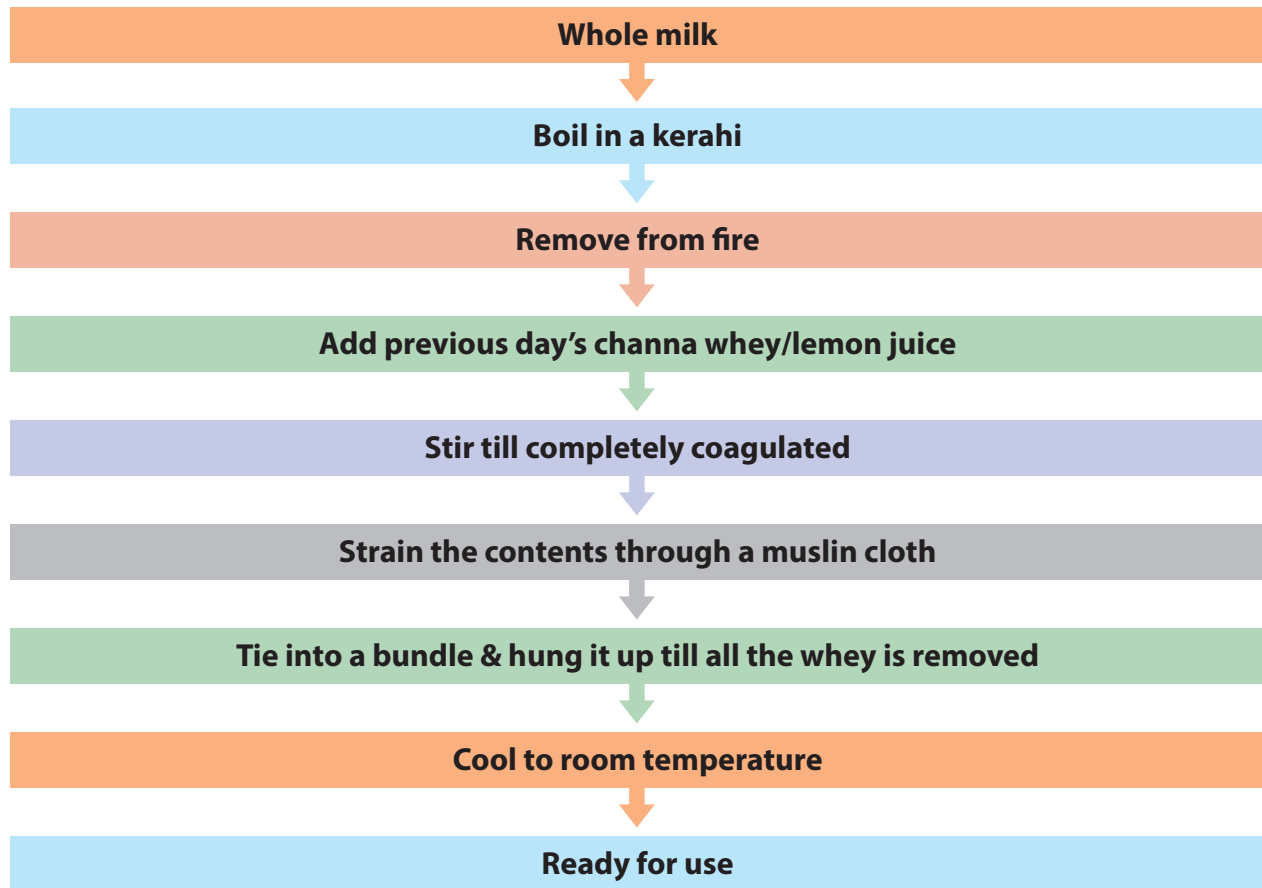 Whole milk
Boil in a kerahi
Remove from fire
Add previous day’s channa whey/lemon juice
Stir till completely coagulated
Strain the contents through a muslin cloth
Tie into a bundle & hung it up till all the whey is removed
Cool to room temperature
Ready for use